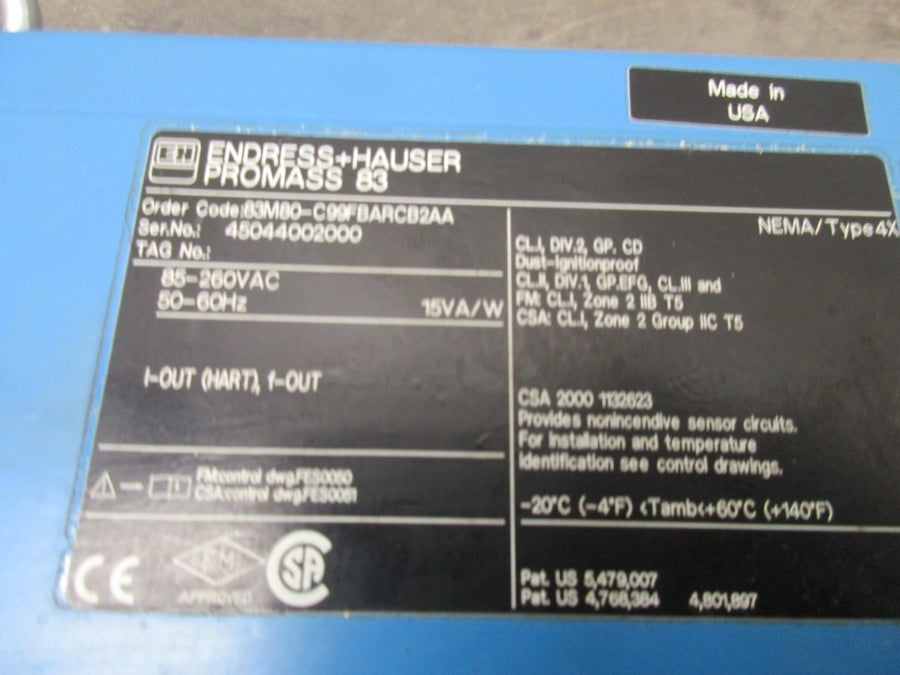 Made in
USA
EH
ENDRESS+HAUSER
PROMASS 83
Order Code:83M80-C99FBARCB2AA
Ser.No.: 45044002000
TAG No.:
85-260VAC
50-60Hz 15VA/W
I-OUT (HART), f-OUT
FM:control dwg.FES0050
CSA:control dwg.FES0051
CE
FM
APPROVED
SA
NEMA/Type4X
CL.I, DIV.2, GP. CD
Dust-ignitionproof
CL.II, DIV.1, GP.EFG, CL.III and
FM: CL.I, Zone 2 IIB T5
CSA: CL.I, Zone 2 Group IIC T5
CSA 2000 1132623
Provides nonincendive sensor circuits.
For installation and temperature
identification see control drawings.
-20°C (-4°F) <Tamb<+60°C (+140°F)
Pat. US 5,479,007
Pat. US 4,768,384 4,801,897